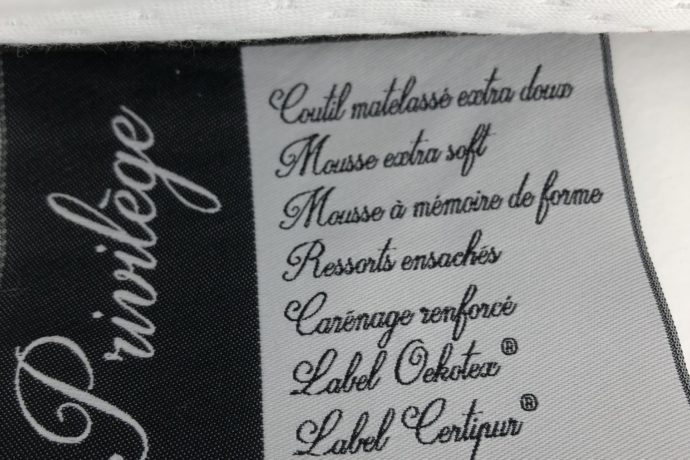 Privilège
Coutil matelassé extra doux
Mousse extra soft
Mousse à mémoire de forme
Ressorts ensachés
Carénage renforcé
Label Oekotex®
Label Certipur®